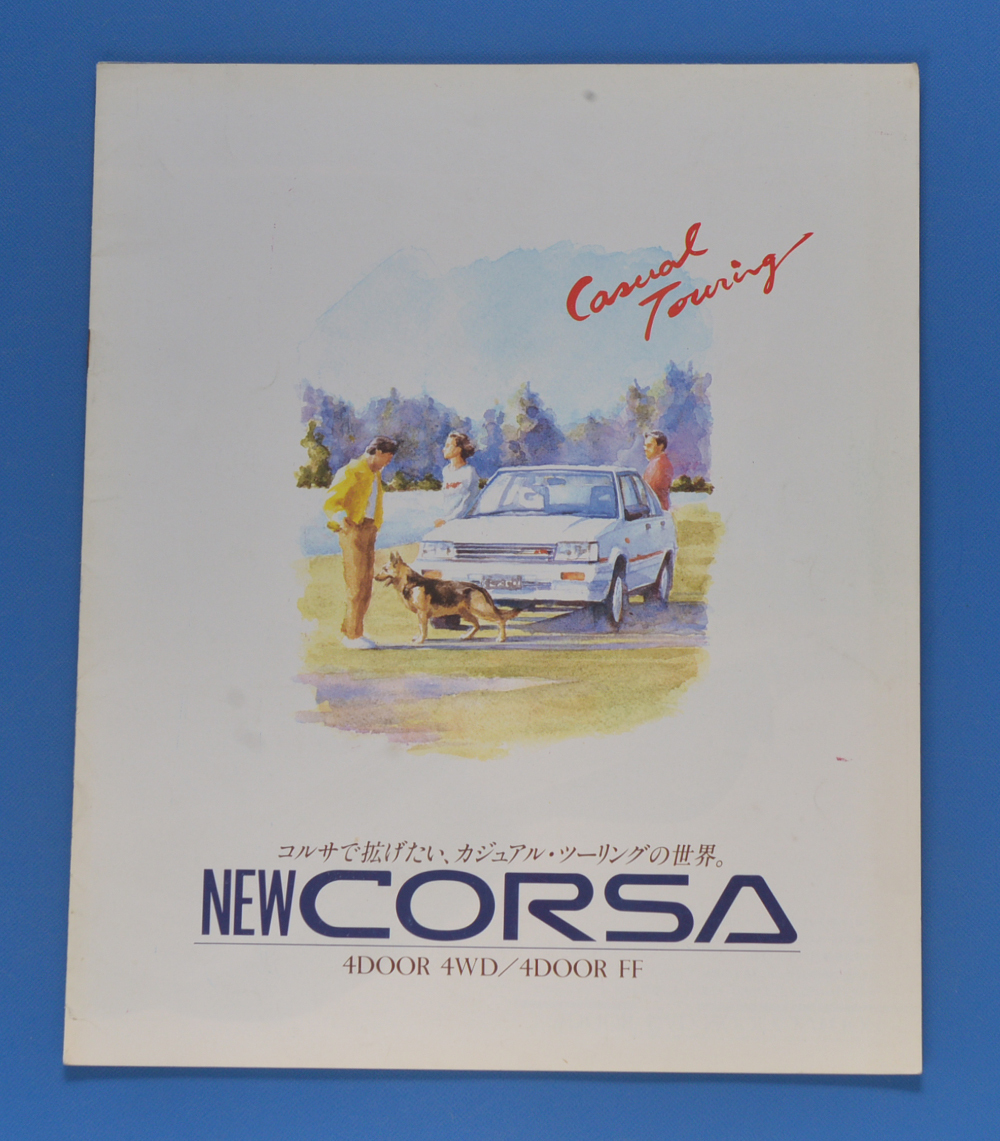 Casual
Touring
コルサで拡げたい、カジュアル・ツーリングの世界。
NEW CORSA
4DOOR 4WD/4DOOR FF